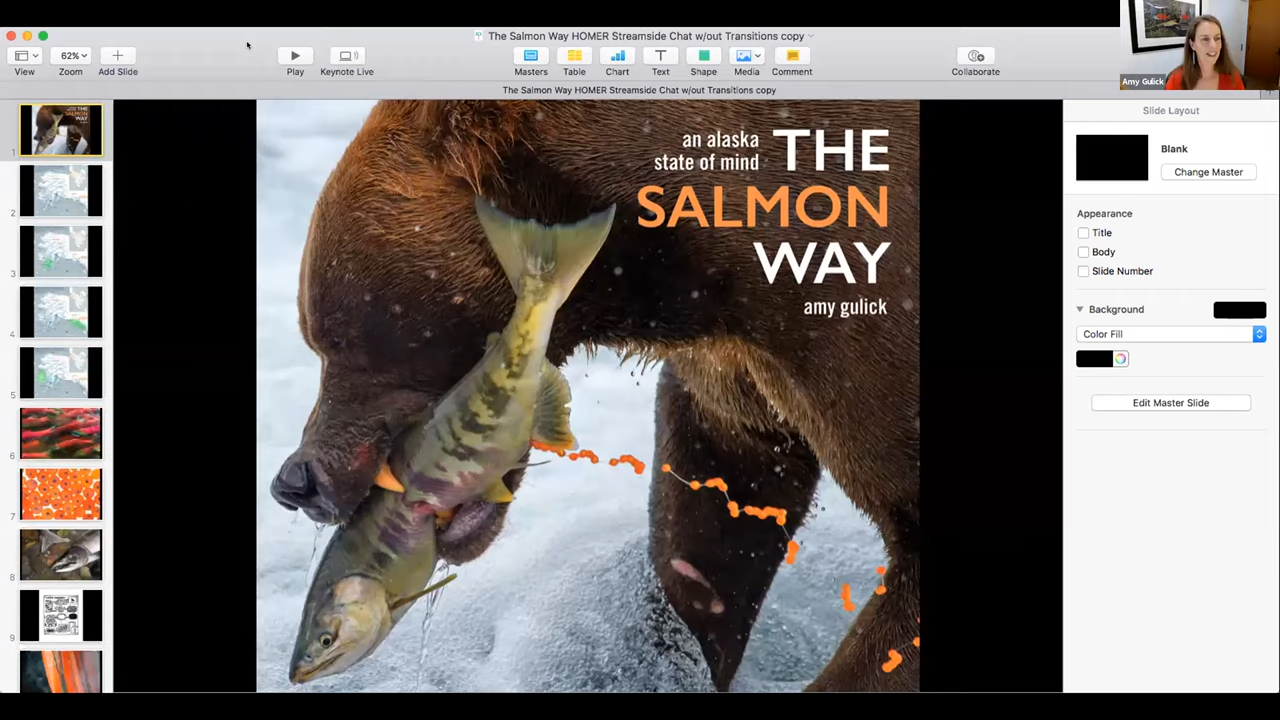 The Salmon Way HOMER Streamside Chat w/out Transitions copy
62%
View
Zoom
Add Slide
Play
Keynote Live
Masters
Table
Chart
Text
Shape
Media
Comment
Collaborate
Amy Gulick
The Salmon Way HOMER Streamside Chat w/out Transitions copy
1
2
3
4
5
6
7
8
9
an alaska
state of mind
THE
SALMON
WAY
amy gulick
Slide Layout
Blank
Change Master
Appearance
Title
Body
Slide Number
Background
Color Fill
Edit Master Slide